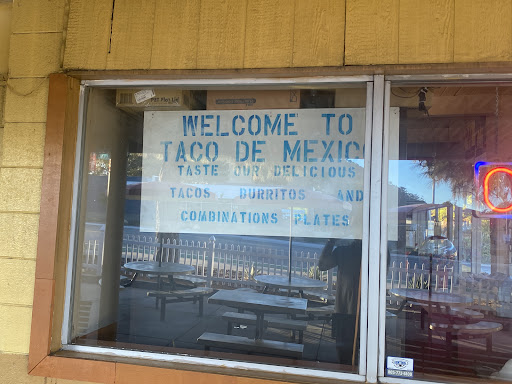 WELCOME TO
TACO DE MEXICO
TASTE OUR DELICIOUS
TACOS BURRITOS AND
COMBINATIONS PLATES